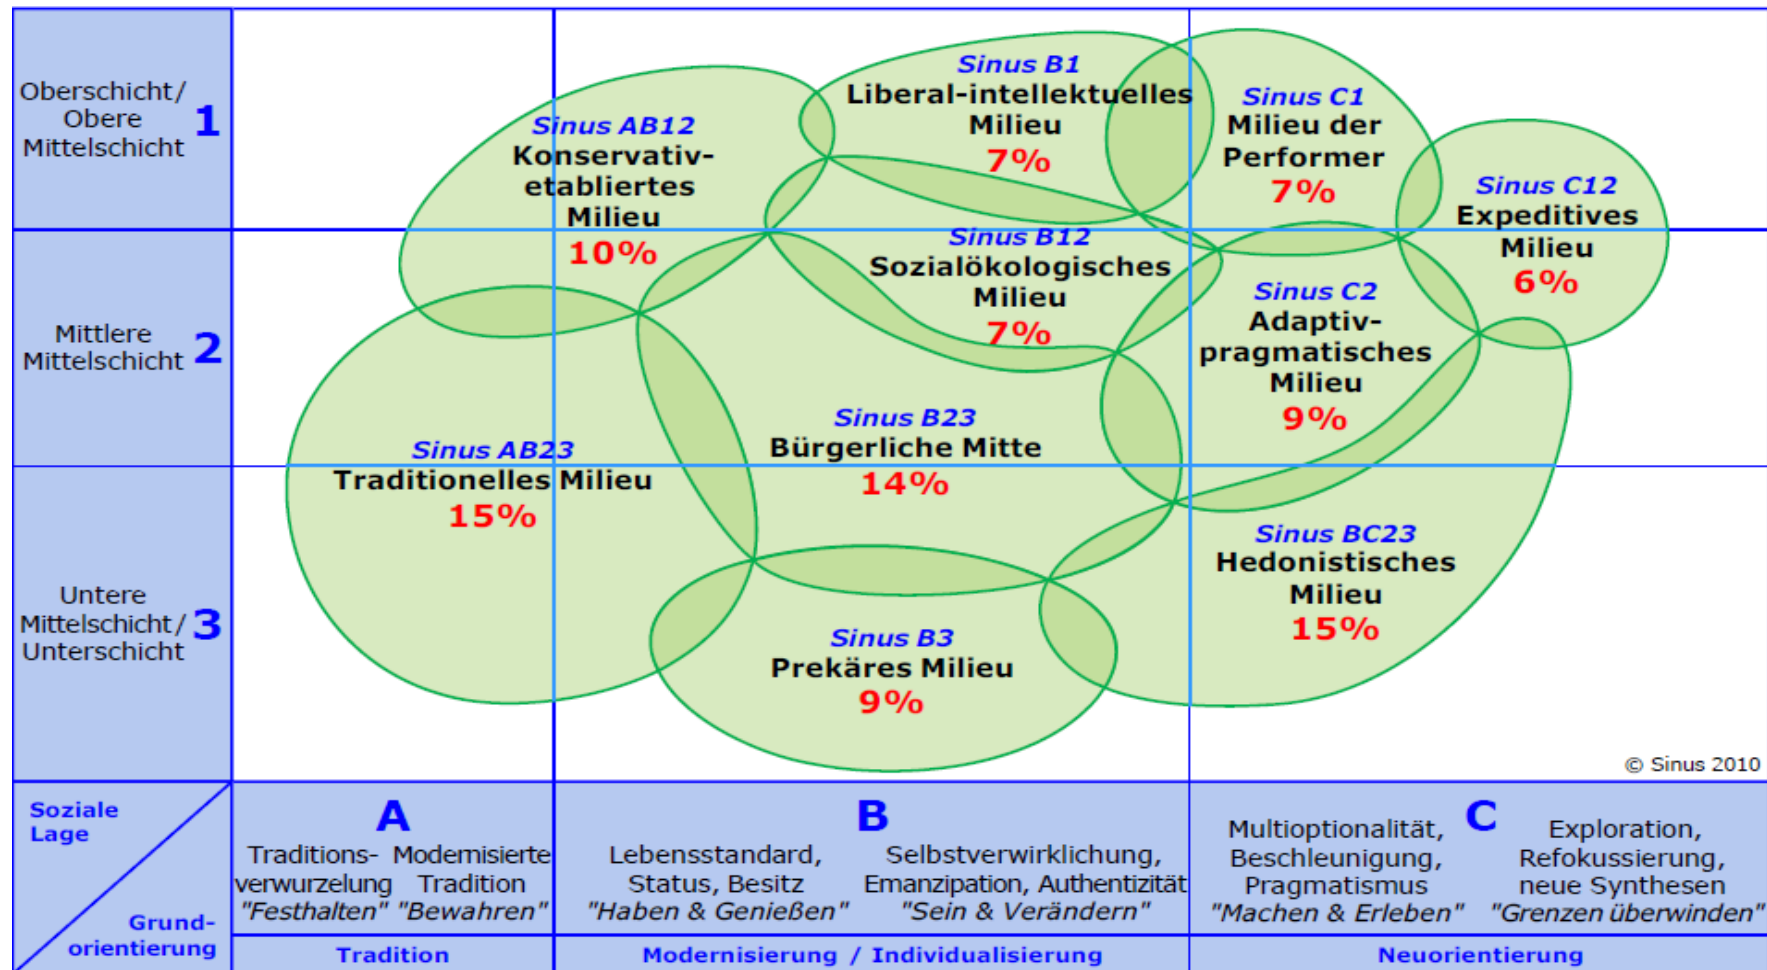 Oberschicht/
Obere
Mittelschicht
1
Sinus AB12
Konservativ-
etabliertes
Milieu
10%
Sinus B1
Liberal-intellektuelles
Milieu
7%
Sinus C1
Milieu der
Performer
7%
Sinus C12
Expeditives
Milieu
6%
Mittlere
Mittelschicht
2
Sinus B12
Sozialökologisches
Milieu
7%
Sinus C2
Adaptiv-
pragmatisches
Milieu
9%
Sinus AB23
Traditionelles Milieu
15%
Sinus B23
Bürgerliche Mitte
14%
Untere
Mittelschicht/
Unterschicht
3
Sinus BC23
Hedonistisches
Milieu
15%
Sinus B3
Prekäres Milieu
9%
© Sinus 2010
Soziale
Lage
Grund-
orientierung
A
Traditions-
verwurzelung
"Festhalten"
Modernisierte
Tradition
"Bewahren"
B
Lebensstandard,
Status, Besitz
"Haben & Genießen"
Selbstverwirklichung,
Emanzipation, Authentizität
"Sein & Verändern"
C
Multioptionalität,
Beschleunigung,
Pragmatismus
"Machen & Erleben"
Exploration,
Refokussierung,
neue Synthesen
"Grenzen überwinden"
Tradition
Modernisierung / Individualisierung
Neuorientierung